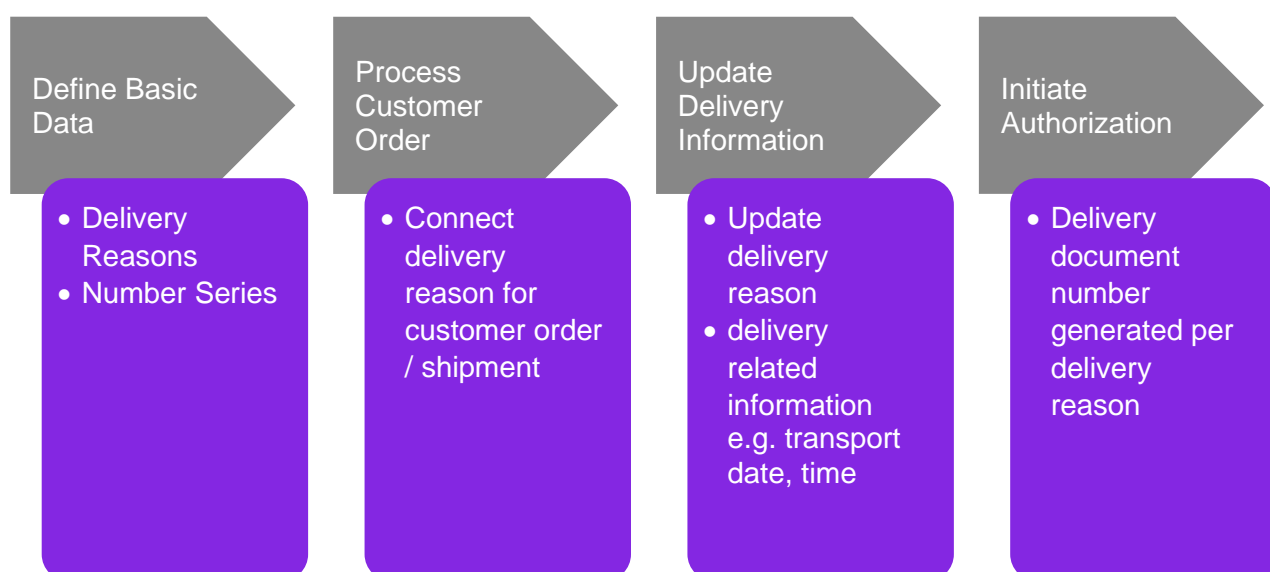 Define Basic
Data
• Delivery
Reasons
• Number Series
Process
Customer
Order
• Connect
delivery
reason for
customer order
/ shipment
Update
Delivery
Information
• Update
delivery
reason
• delivery
related
information
e.g. transport
date, time
Initiate
Authorization
• Delivery
document
number
generated per
delivery
reason